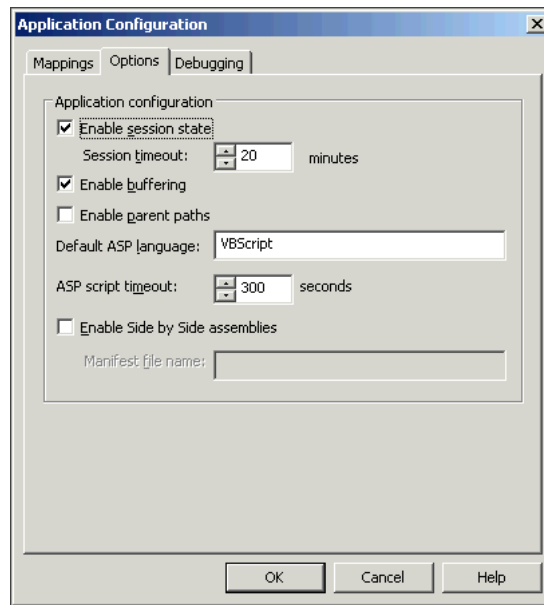 Application Configuration
Mappings Options Debugging
Application configuration
Enable session state
Session timeout: 20 minutes
Enable buffering
Enable parent paths
Default ASP language: VBScript
ASP script timeout: 300 seconds
Enable Side by Side assemblies
Manifest file name:
OK Cancel Help